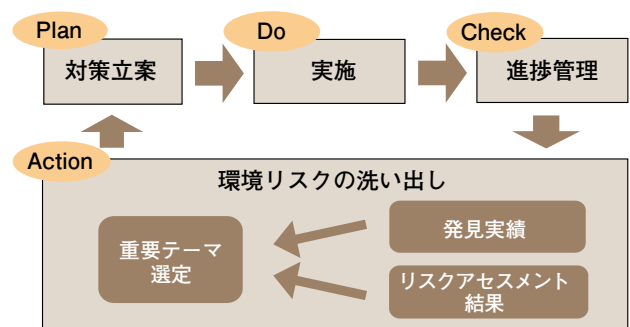 Plan
対策立案
Do
実施
Check
進捗管理
Action
環境リスクの洗い出し
重要テーマ
選定
発見実績
リスクアセスメント
結果